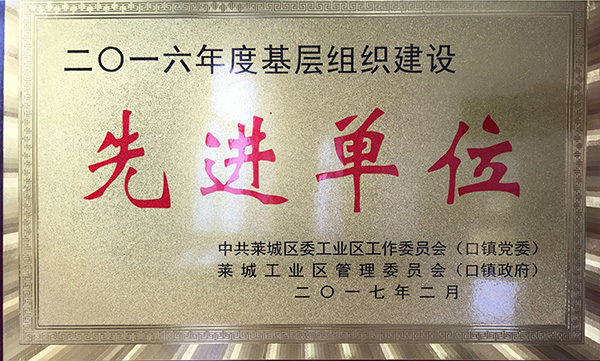 二〇一六年度基层组织建设
先进单位
中共莱城区委工业区工作委员会（口镇党委）
莱城工业区管理委员会（口镇政府）
二〇一七年二月